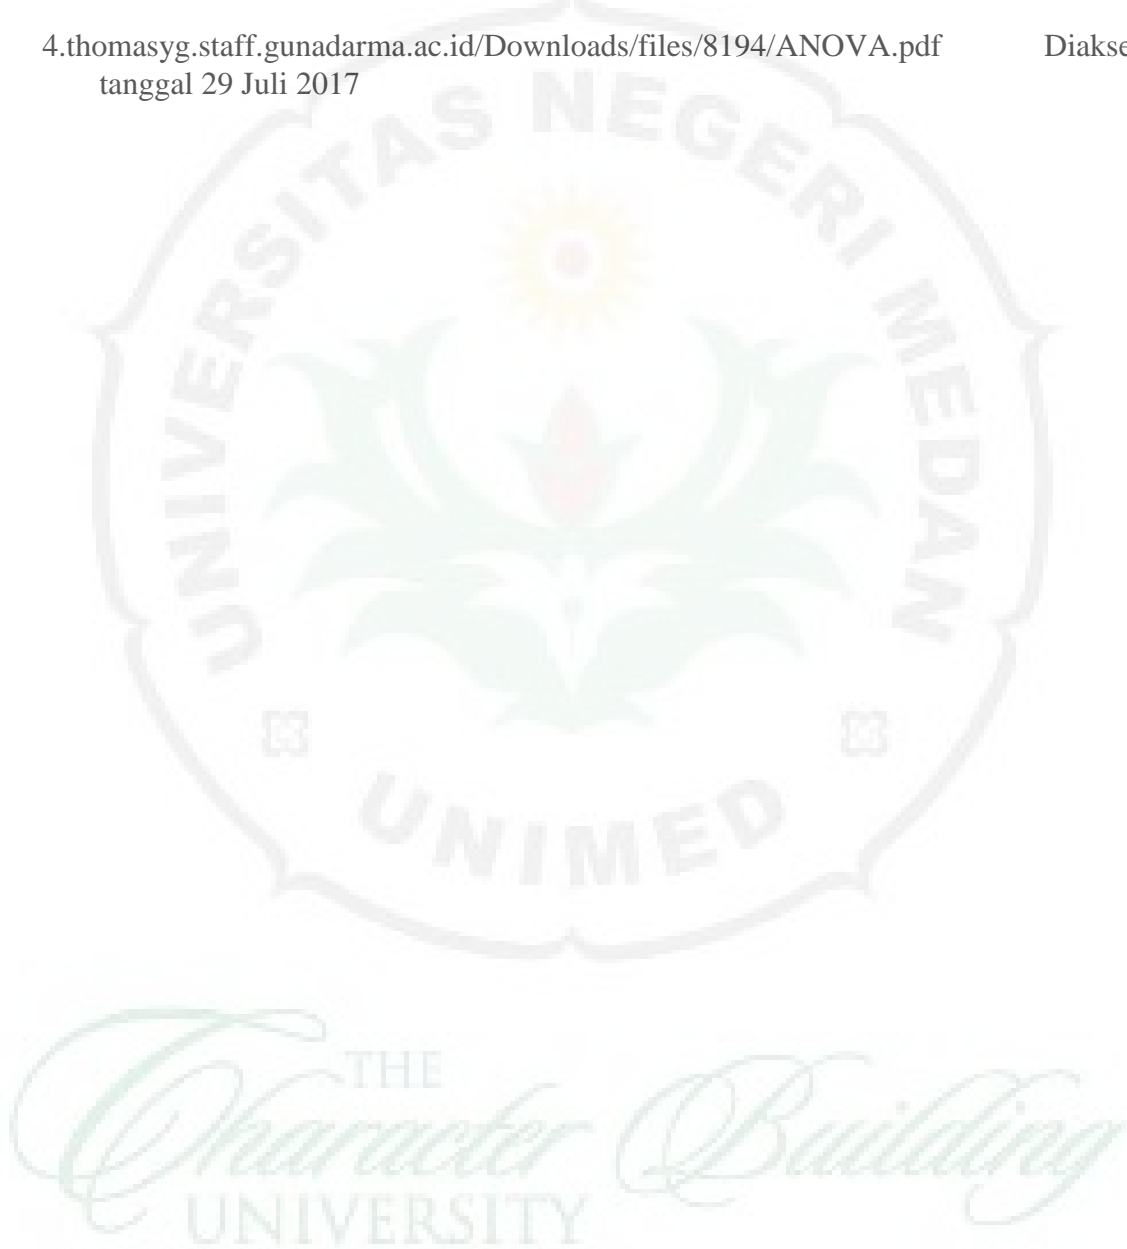 4.thomasyg.staff.gunadarma.ac.id/Downloads/files/8194/ANOVA.pdf Diakse
tanggal 29 Juli 2017
UNIVERSITAS NEGERI MEDAN
UNIMED
THE
Character Building
UNIVERSITY